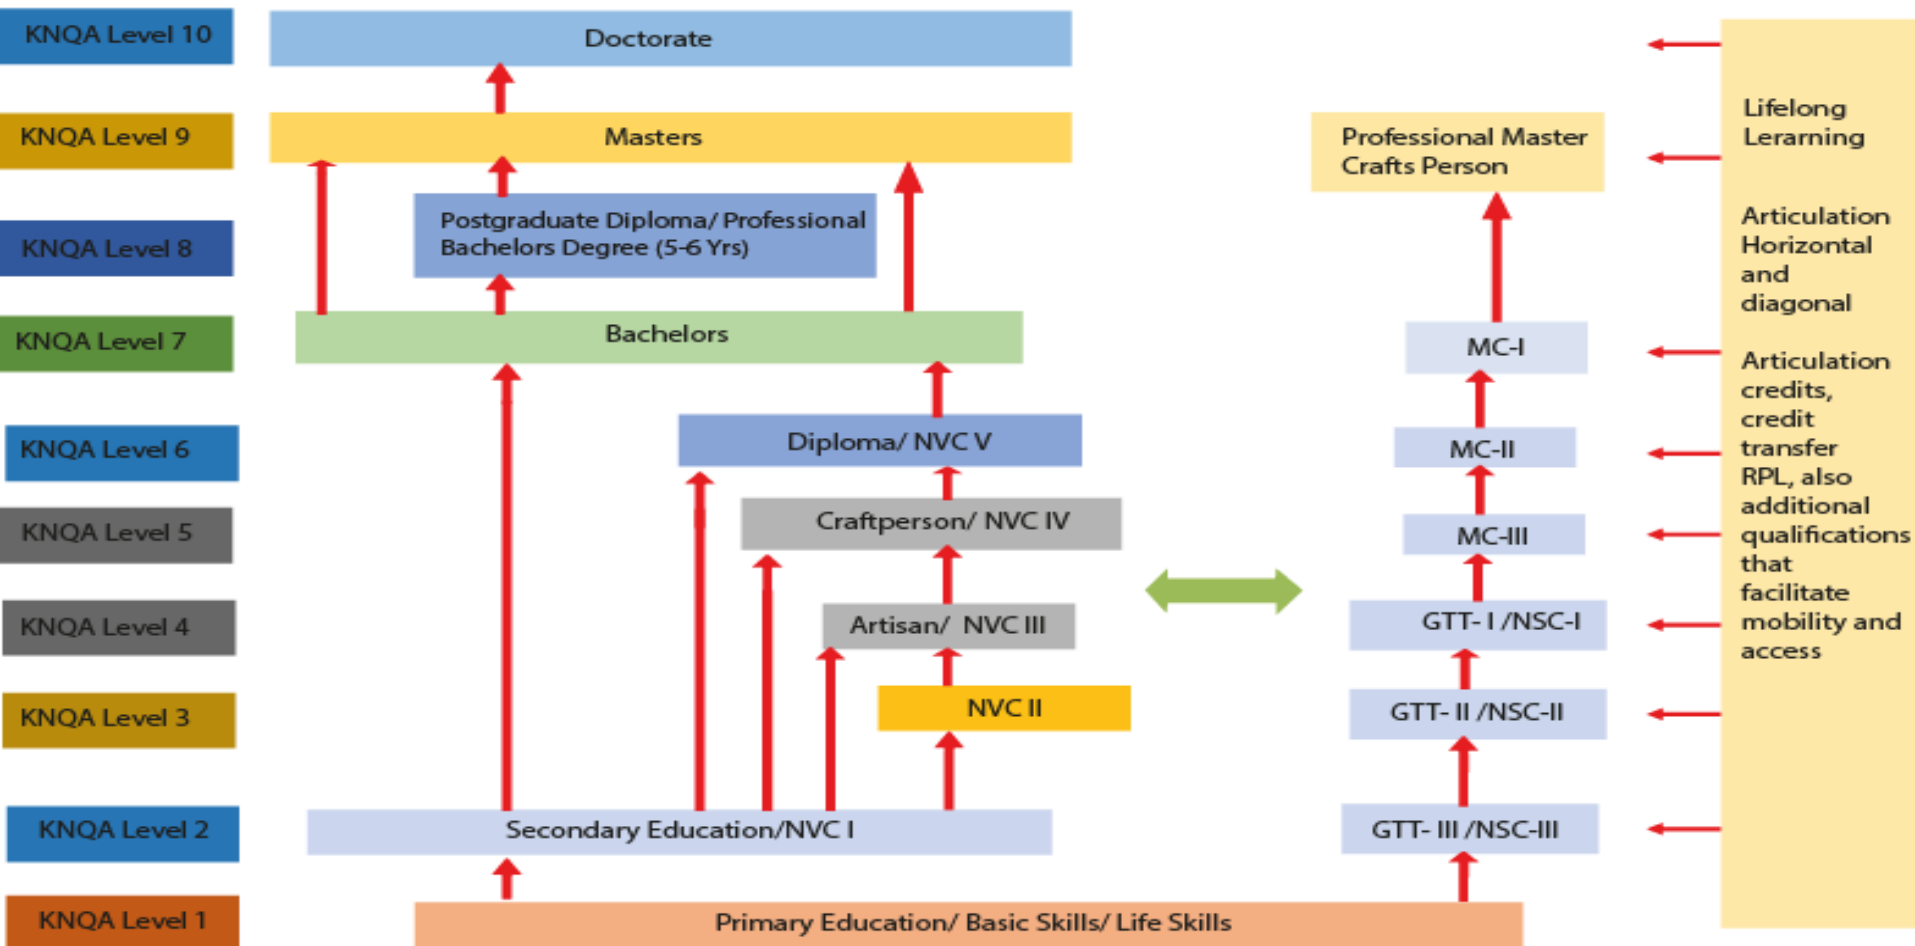 KNQA Level 10
Doctorate
KNQA Level 9
Masters
Professional Master
Crafts Person
KNQA Level 8
Postgraduate Diploma/ Professional
Bachelors Degree (5-6 Yrs)
KNQA Level 7
Bachelors
MC-I
KNQA Level 6
Diploma/ NVC V
MC-II
KNQA Level 5
Craftperson/ NVC IV
MC-III
KNQA Level 4
Artisan/ NVC III
GTT- I /NSC-I
KNQA Level 3
NVC II
GTT- II /NSC-II
KNQA Level 2
Secondary Education/NVC I
GTT- III /NSC-III
KNQA Level 1
Primary Education/ Basic Skills/ Life Skills
Lifelong
Lerarning
Articulation
Horizontal
and
diagonal
Articulation
credits,
credit
transfer
RPL, also
additional
qualifications
that
facilitate
mobility and
access